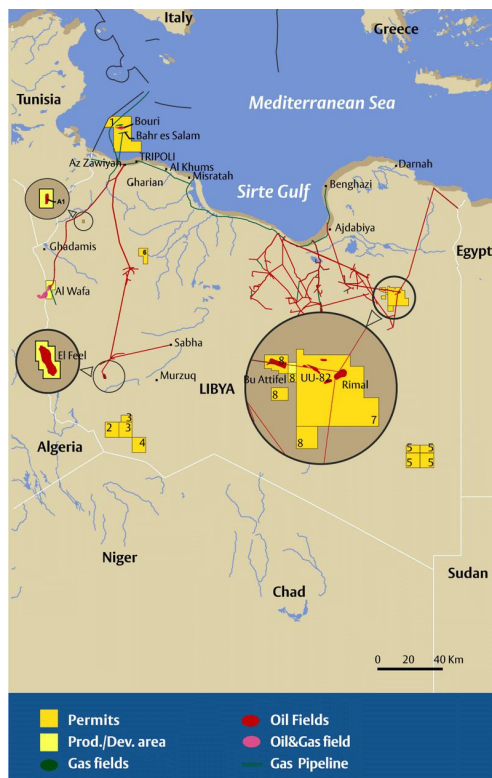 Italy
Greece
Tunisia
Mediterranean Sea
1
Bouri
Bahr es Salam
Az Zawiyah
TRIPOLI
Al Khums
Misratah
Gharian
Darnah
Sirte Gulf
Benghazi
A1
Ajdabiya
Ghadamis
6
Egypt
Al Wafa
El Feel
Sabha
Murzuq
LIBYA
8
Bu Attifel
8
UU-82
Rimal
8
7
8
Algeria
3
2
3
4
5
5
5
5
Niger
Chad
Sudan
0 20 40 Km
Permits
Oil Fields
Prod./Dev. area
Oil&Gas field
Gas fields
Gas Pipeline